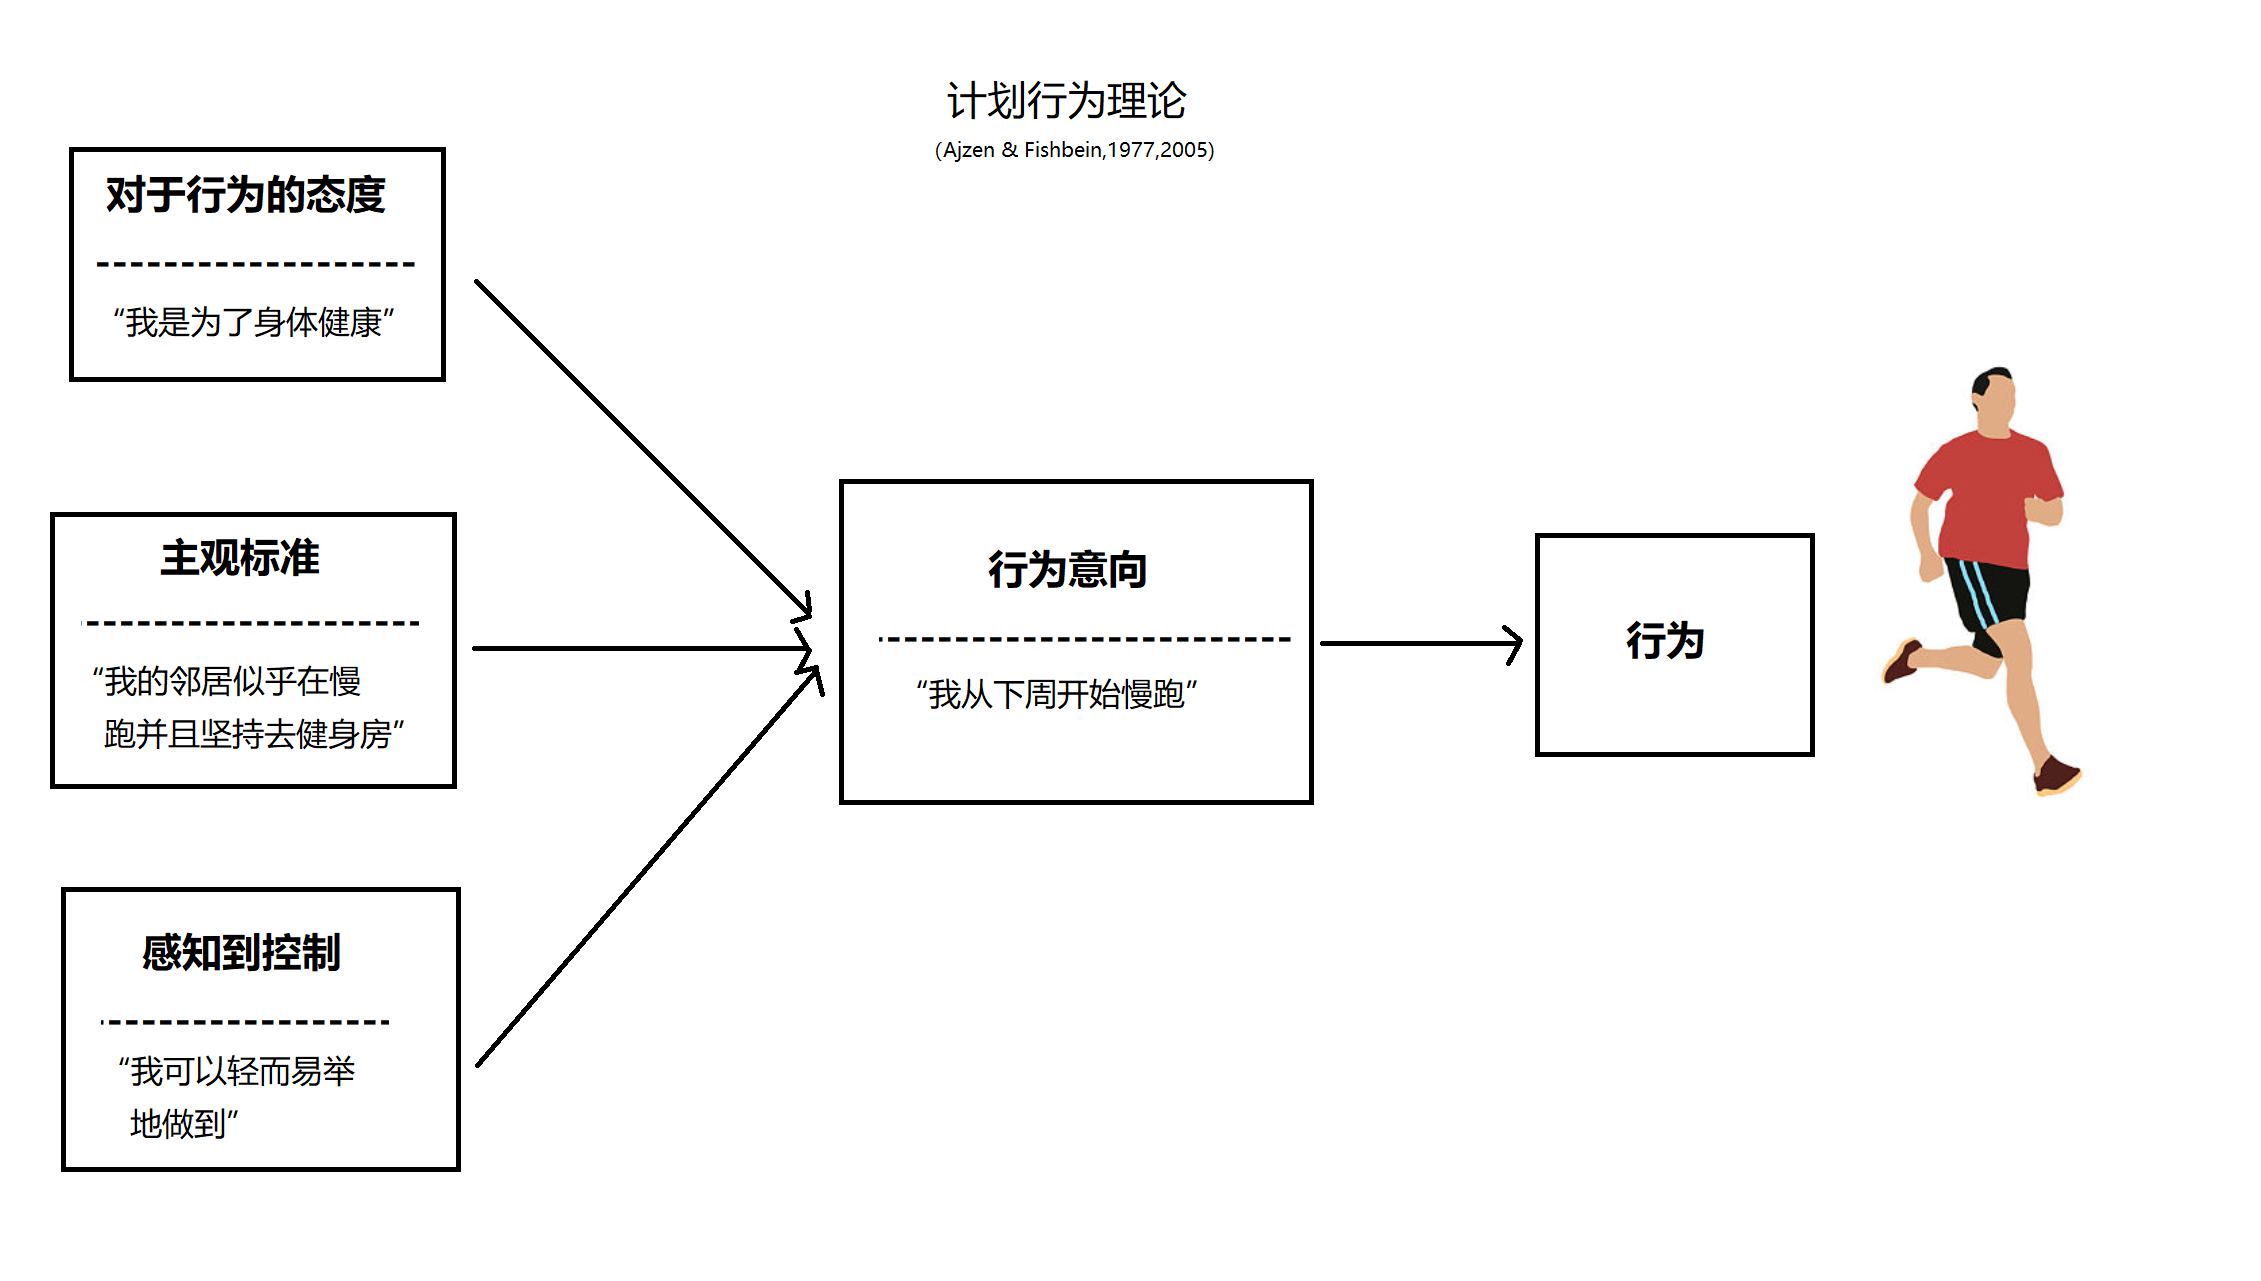 计划行为理论
(Ajzen & Fishbein,1977,2005)
对于行为的态度
“我是为了身体健康”
主观标准
“我的邻居似乎在慢
跑并且坚持去健身房”
感知到控制
“我可以轻而易举
地做到”
行为意向
“我从下周开始慢跑”
行为